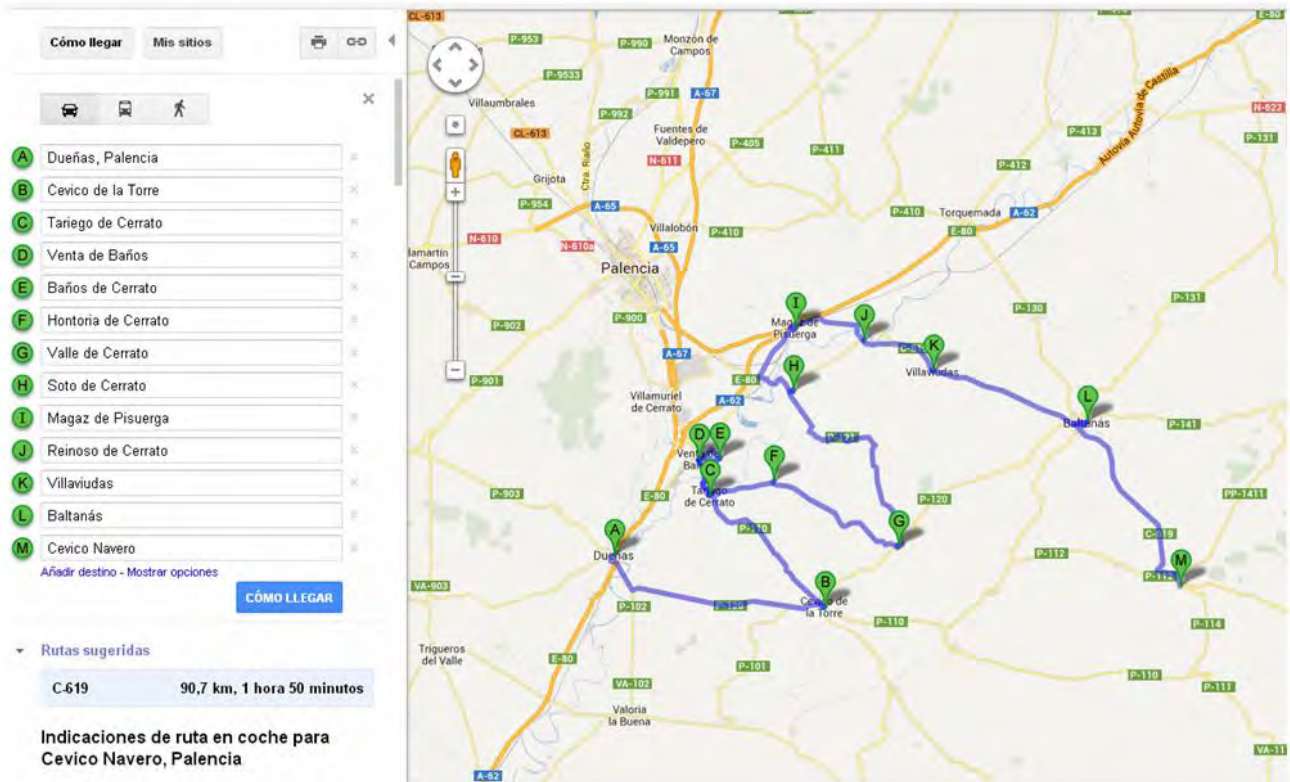 Cómo llegar
Mis sitios
A Dueñas, Palencia
B Cevico de la Torre
C Tariego de Cerrato
D Venta de Baños
E Baños de Cerrato
F Hontoria de Cerrato
G Valle de Cerrato
H Soto de Cerrato
I Magaz de Pisuerga
J Reinoso de Cerrato
K Villaviudas
L Baltanás
M Cevico Navero
Añadir destino - Mostrar opciones
CÓMO LLEGAR
Rutas sugeridas
C-619 90,7 km, 1 hora 50 minutos
Indicaciones de ruta en coche para
Cevico Navero, Palencia
CL-613
P-953
P-990
Monzón de
Campos
E-80
P-9533
P-991
A-67
Villaumbrales
P-992
CL-613
Fuentes de
Valdepero
P-405
P-411
N-611
Ctra. Riaño
Grijota
P-954
A-65
Villalobón
N-610
N-610a
A-65
P-410
P-410
Torquemada
A-62
E-80
P-412
P-413
N-622
P-131
Autovía Autovía de Castilla
Palencia
P-900
P-902
P-901
A-67
Villamuriel
de Cerrato
A-62
E-80
I
Magaz de
Pisuerga
J
K
Villaviudas
H
P-130
P-131
L
Baltanás
P-141
D
E
C
F
P-120
PP-1411
P-903
E-80
A
Dueñas
G
P-112
M
VA-903
P-102
B
Cevico de
la Torre
P-110
P-114
Trigueros
del Valle
E-80
P-101
P-110
P-111
VA-102
Valoria
la Buena
VA-11
A-62